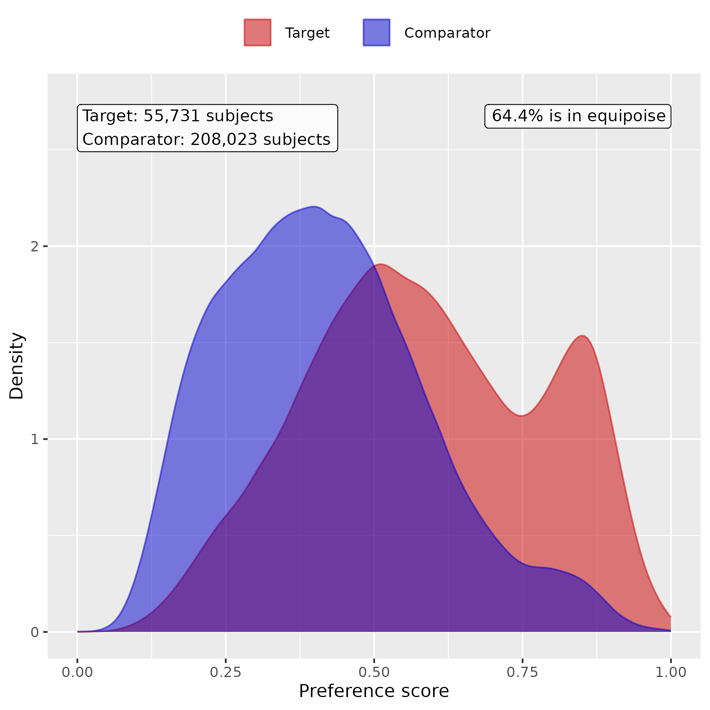 Target Comparator
Target: 55,731 subjects
Comparator: 208,023 subjects
64.4% is in equipoise
Density
2
1
0
0.00 0.25 0.50 0.75 1.00
Preference score